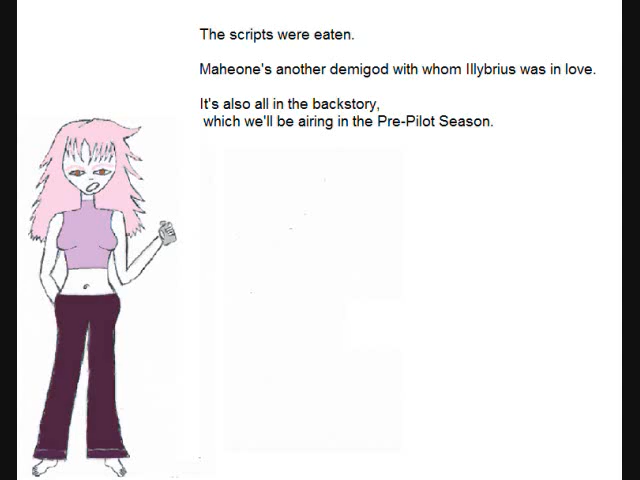 The scripts were eaten.
Maheone's another demigod with whom Illybrius was in love.
It's also all in the backstory,
which we'll be airing in the Pre-Pilot Season.